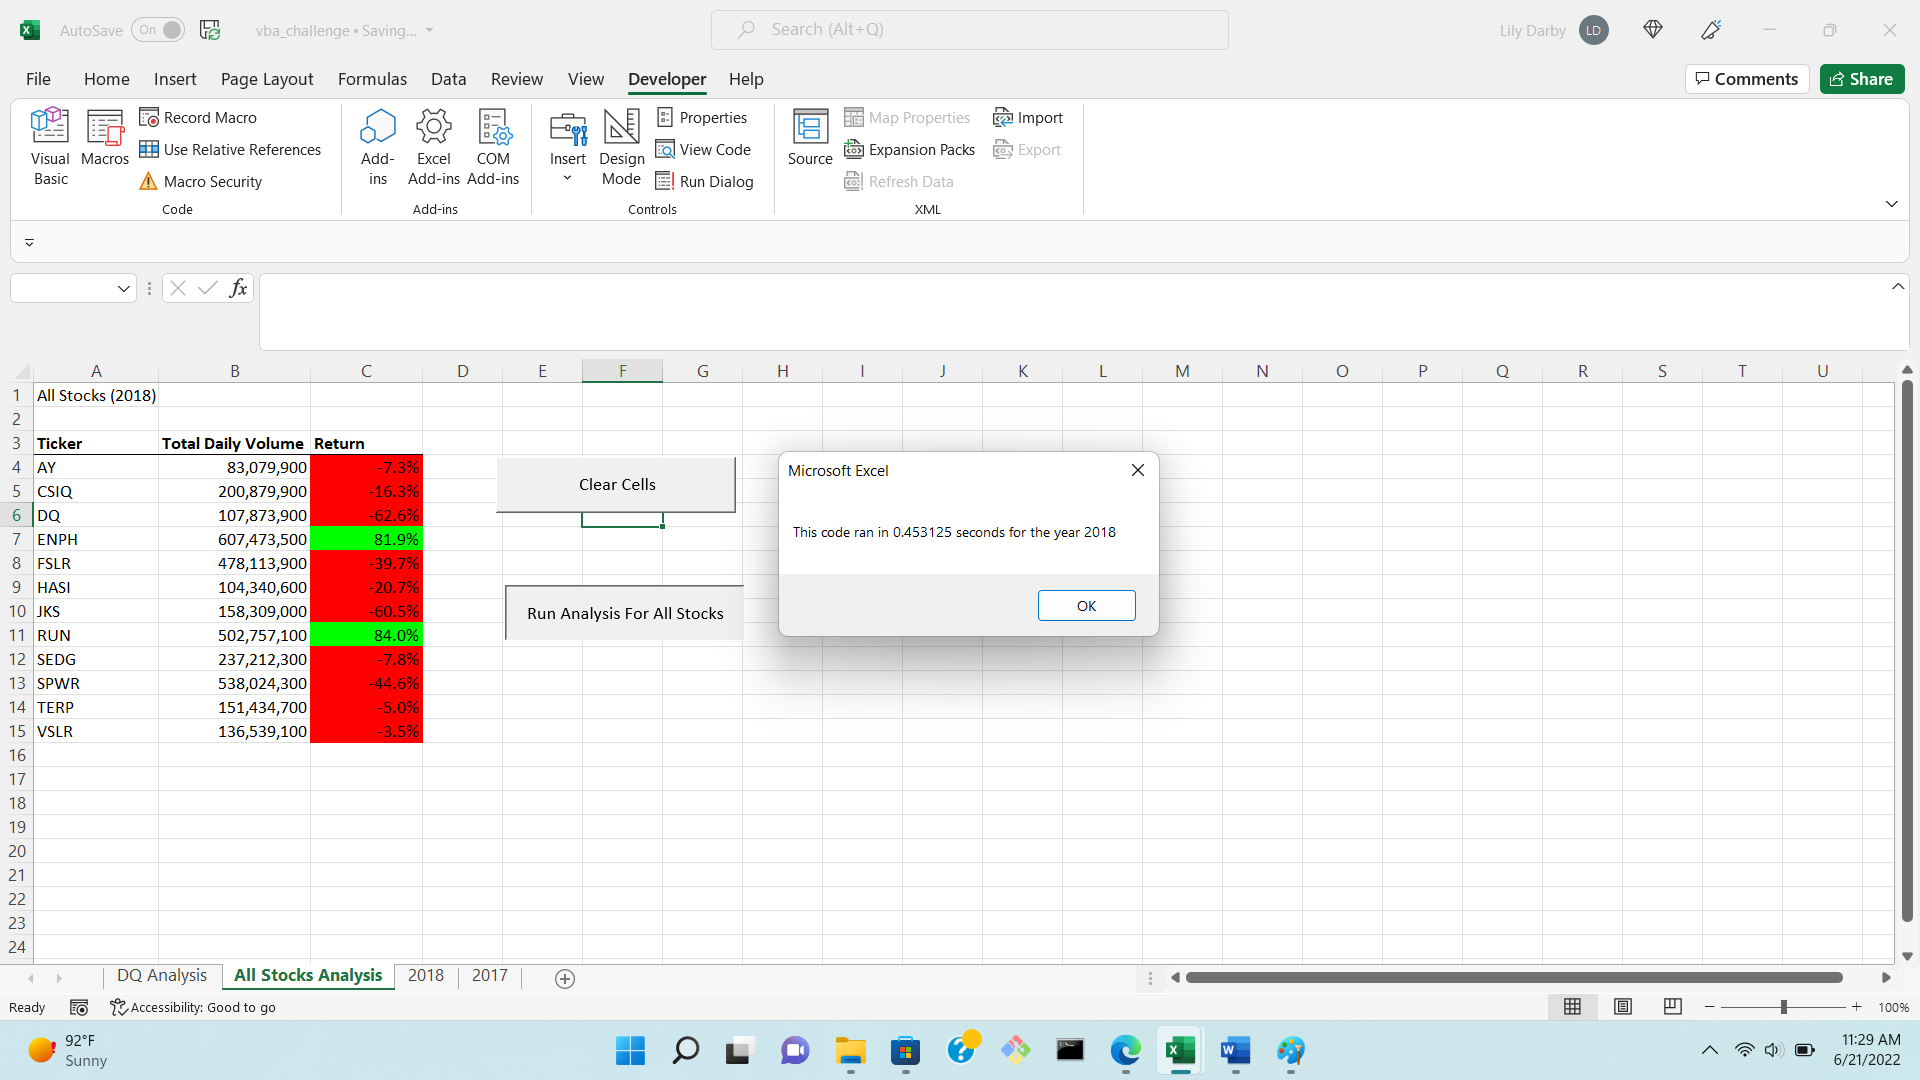 AutoSave On vba_challenge • Saving... Search (Alt+Q) Lily Darby LD
File Home Insert Page Layout Formulas Data Review View Developer Help Comments Share
Visual Basic
Macros
Record Macro
Use Relative References
Macro Security
Code
Add-ins
Excel Add-ins
COM Add-ins
Add-ins
Insert
Design Mode
Properties
View Code
Run Dialog
Controls
Source
Map Properties
Expansion Packs
Refresh Data
Import
Export
XML
fx
A B C D E F G H I J K L M N O P Q R S T U
1 All Stocks (2018)
2
3 Ticker Total Daily Volume Return
4 AY 83,079,900 -7.3%
5 CSIQ 200,879,900 -16.3%
6 DQ 107,873,900 -62.6%
7 ENPH 607,473,500 81.9%
8 FSLR 478,113,900 -39.7%
9 HASI 104,340,600 -20.7%
10 JKS 158,309,000 -60.5%
11 RUN 502,757,100 84.0%
12 SEDG 237,212,300 -7.8%
13 SPWR 538,024,300 -44.6%
14 TERP 151,434,700 -5.0%
15 VSLR 136,539,100 -3.5%
16
17
18
19
20
21
22
23
24
Clear Cells
Run Analysis For All Stocks
Microsoft Excel
This code ran in 0.453125 seconds for the year 2018
OK
DQ Analysis All Stocks Analysis 2018 2017
Ready Accessibility: Good to go 100%
92°F
Sunny
11:29 AM
6/21/2022